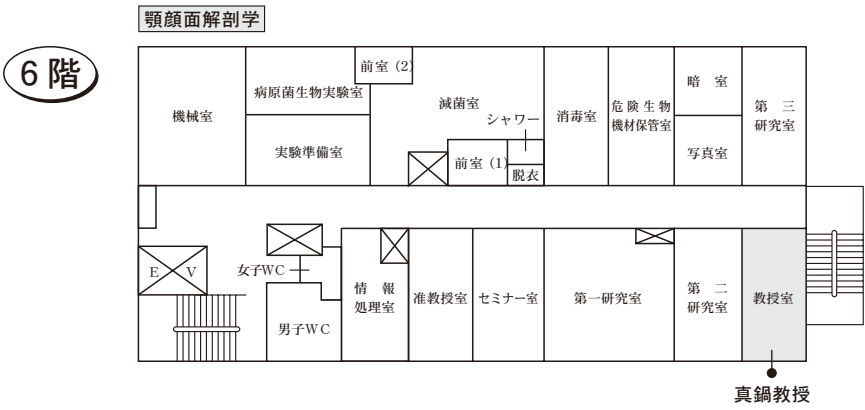 顎顔面解剖学
6階
機械室
病原菌生物実験室
実験準備室
前室(2)
滅菌室
シャワー
前室(1)
脱衣
消毒室
危険生物
機材保管室
暗室
写真室
第三
研究室
EV
女子WC
男子WC
情報
処理室
准教授室
セミナー室
第一研究室
第二
研究室
教授室
真鍋教授